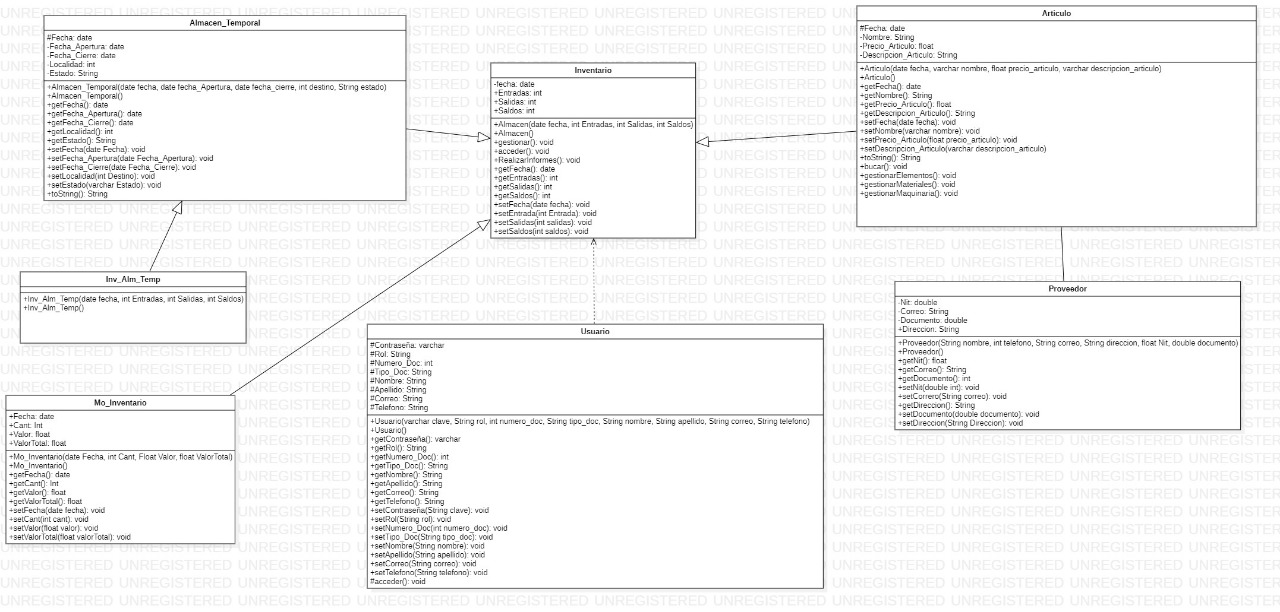 Almacen_Temporal
#Fecha: date
-Fecha_Apertura: date
-Fecha_Cierre: date
-Localidad: int
-Estado: String
+Almacen_Temporal(date fecha, date fecha_Apertura, date fecha_cierre, int destino, String estado)
+Almacen_Temporal()
+getFecha(): date
+getFecha_Apertura(): date
+getFecha_Cierre(): date
+getLocalidad(): int
+getEstado(): String
+setFecha(date Fecha): void
+setFecha_Apertura(date Fecha_Apertura): void
+setFecha_Cierre(date Fecha_Cierre): void
+setLocalidad(int Destino): void
+setEstado(varchar Estado): void
+toString(): String
Inventario
-fecha: date
+Entradas: int
+Salidas: int
+Saldos: int
+Almacen(date fecha, int Entradas, int Salidas, int Saldos)
+Almacen()
+gestionar(): void
+acceder(): void
+RealizarInformes(): void
+getFecha(): date
+getEntradas(): int
+getSalidas(): int
+getSaldos(): int
+setFecha(date fecha): void
+setEntrada(int Entrada): void
+setSalidas(int salidas): void
+setSaldos(int saldos): void
Articulo
#Fecha: date
-Nombre: String
-Precio_Articulo: float
-Descripcion_Articulo: String
+Articulo(date fecha, varchar nombre, float precio_articulo, varchar descripcion_articulo)
+Articulo()
+getFecha(): date
+getNombre(): String
+getPrecio_Articulo(): float
+getDescripcion_Articulo(): String
+setFecha(date fecha): void
+setNombre(varchar nombre): void
+setPrecio_Articulo(float precio_articulo): void
+setDescripcion_Articulo(varchar descripcion_articulo)
+toString(): String
+bucar(): void
+gestionarElementos(): void
+gestionarMateriales(): void
+gestionarMaquinaria(): void
Inv_Alm_Temp
+Inv_Alm_Temp(date fecha, int Entradas, int Salidas, int Saldos)
+Inv_Alm_Temp()
Proveedor
-Nit: double
-Correo: String
-Documento: double
+Direccion: String
+Proveedor(String nombre, int telefono, String correo, String direccion, float Nit, double documento)
+Proveedor()
+getNit(): float
+getCorreo(): String
+getDocumento(): int
+setNit(double int): void
+setCorrero(String correo): void
+getDireccion(): String
+setDocumento(double documento): void
+setDireccion(String Direccion): void
Usuario
#Contraseña: varchar
#Rol: String
#Numero_Doc: int
#Tipo_Doc: String
#Nombre: String
#Apellido: String
#Correo: String
#Telefono: String
+Usuario(varchar clave, String rol, int numero_doc, String tipo_doc, String nombre, String apellido, String correo, String telefono)
+Usuario()
+getContraseña(): varchar
+getRol(): String
+getNumero_Doc(): int
+getTipo_Doc(): String
+getNombre(): String
+getApellido(): String
+getCorreo(): String
+getTelefono(): String
+setContraseña(String clave): void
+setRol(String rol): void
+setNumero_Doc(int numero_doc): void
+setTipo_Doc(String tipo_doc): void
+setNombre(String nombre): void
+setApellido(String apellido): void
+setCorreo(String correo): void
+setTelefono(String telefono): void
#acceder(): void
Mo_Inventario
+Fecha: date
+Cant: Int
+Valor: float
+ValorTotal: float
+Mo_Inventario(date Fecha, int Cant, Float Valor, float ValorTotal)
+Mo_Inventario()
+getFecha(): date
+getCant(): Int
+getValor(): float
+getValorTotal(): float
+setFecha(date fecha): void
+setCant(int cant): void
+setValor(float valor): void
+setValorTotal(float valorTotal): void
UNREGISTERED